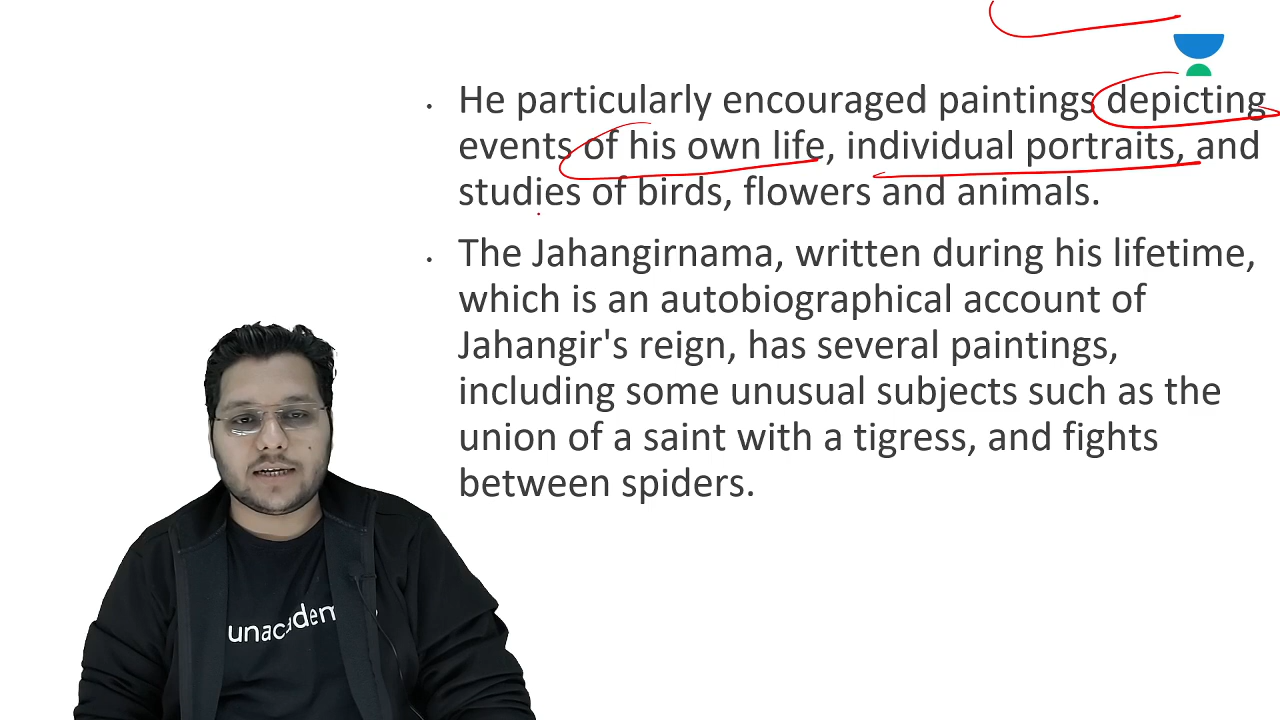 • He particularly encouraged paintings depicting
events of his own life, individual portraits, and
studies of birds, flowers and animals.
• The Jahangirnama, written during his lifetime,
which is an autobiographical account of
Jahangir's reign, has several paintings,
including some unusual subjects such as the
union of a saint with a tigress, and fights
between spiders.
unacadem